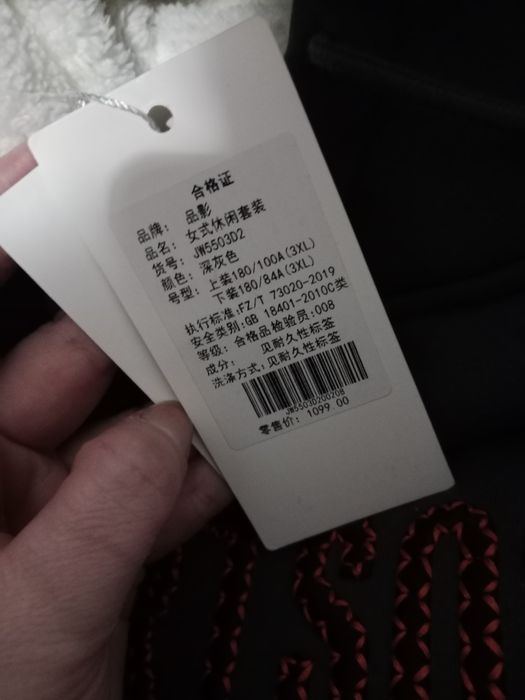 合格证
品牌： 品影
品名： 女式休闲套装
货号： JW5503D2
颜色： 深灰色
号型： 上装180/100A(3XL)
下装180/84A(3XL)
执行标准：FZ/T 73020-2019
安全类别：GB 18401-2010C类
等级： 合格品检验员：008
成分： 见耐久性标签
洗涤方式：见耐久性标签
JW5503D200208
零售价： 1099.00